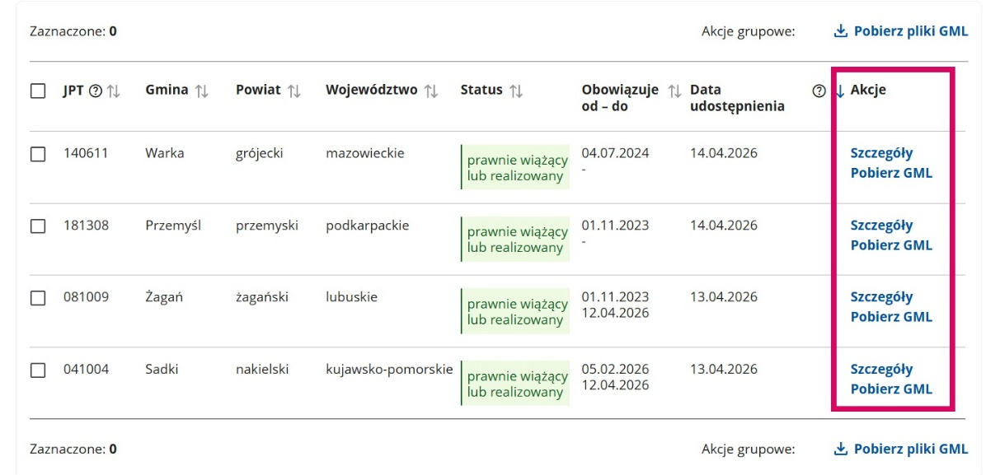 Zaznaczone: 0 Akcje grupowe: Pobierz pliki GML
JPT Gmina Powiat Województwo Status Obowiązuje od – do Data udostępnienia Akcje
140611 Warka grójecki mazowieckie prawnie wiążący lub realizowany 04.07.2024 - 14.04.2026 Szczegóły Pobierz GML
181308 Przemyśl przemyski podkarpackie prawnie wiążący lub realizowany 01.11.2023 - 14.04.2026 Szczegóły Pobierz GML
081009 Żagań żagański lubuskie prawnie wiążący lub realizowany 01.11.2023 12.04.2026 13.04.2026 Szczegóły Pobierz GML
041004 Sadki nakielski kujawsko-pomorskie prawnie wiążący lub realizowany 05.02.2026 12.04.2026 13.04.2026 Szczegóły Pobierz GML
Zaznaczone: 0 Akcje grupowe: Pobierz pliki GML